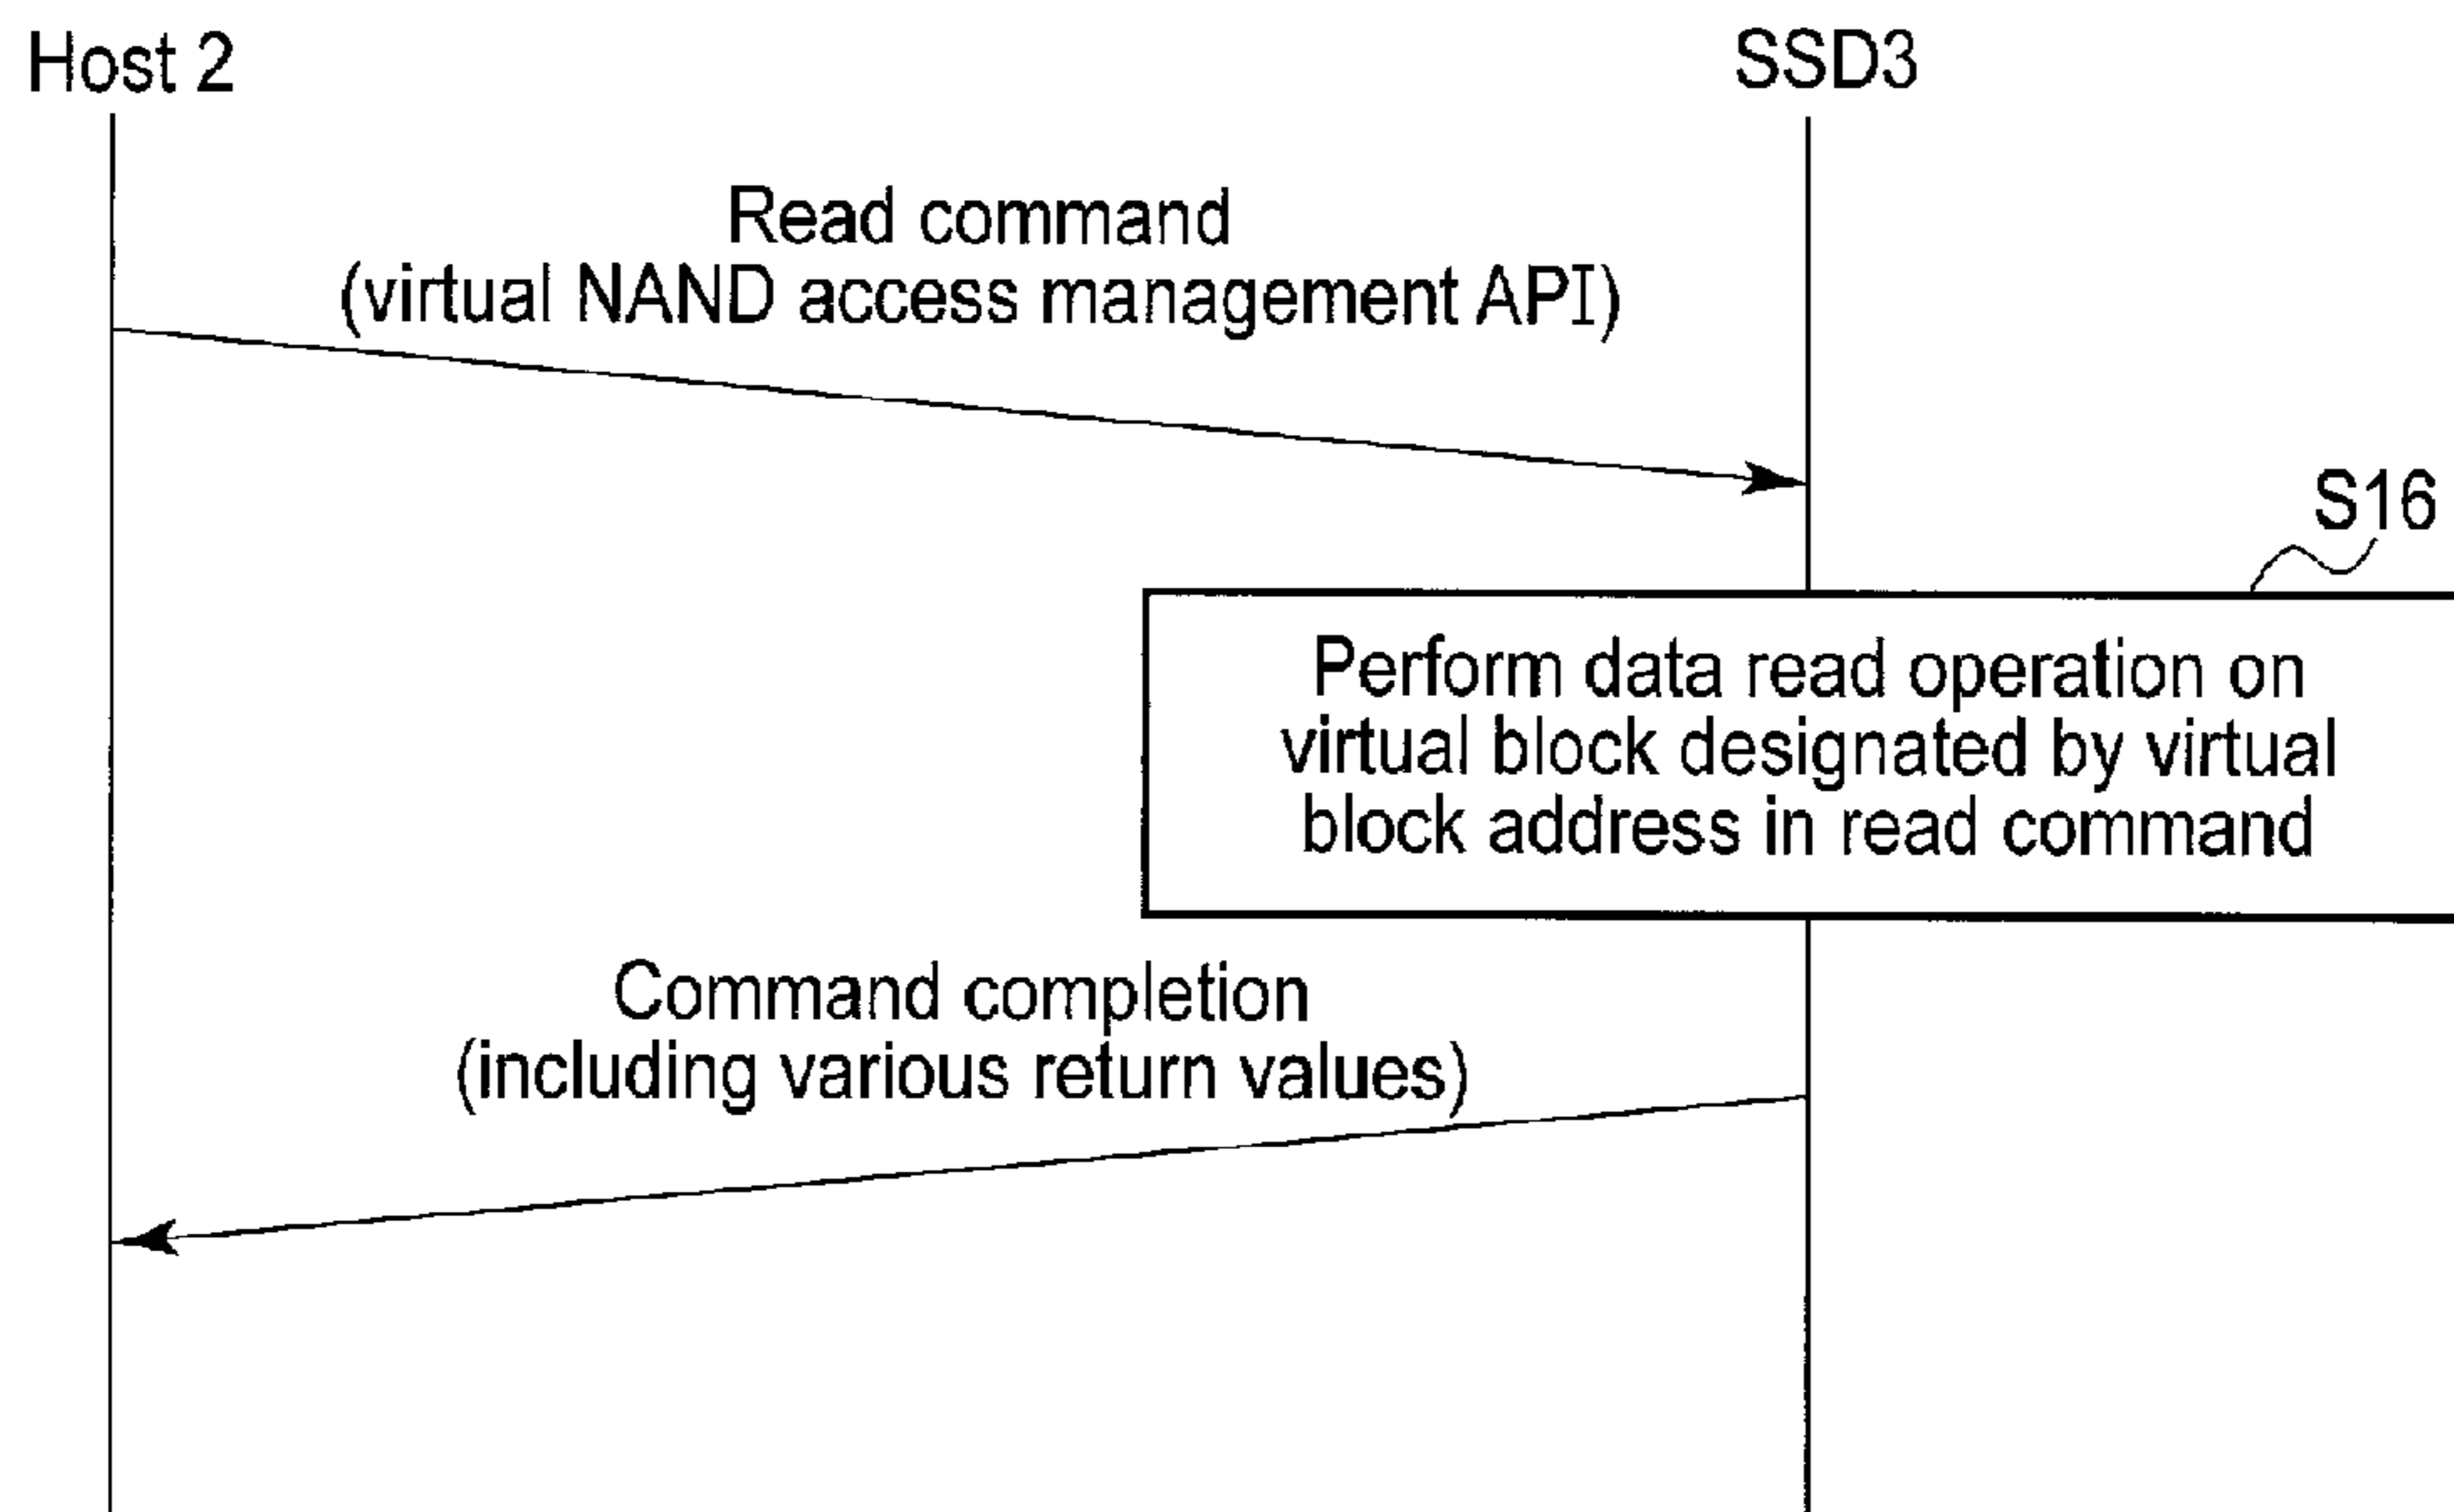 Host 2
SSD3
Read command
(virtual NAND access management API)
S16
Perform data read operation on
virtual block designated by virtual
block address in read command
Command completion
(including various return values)